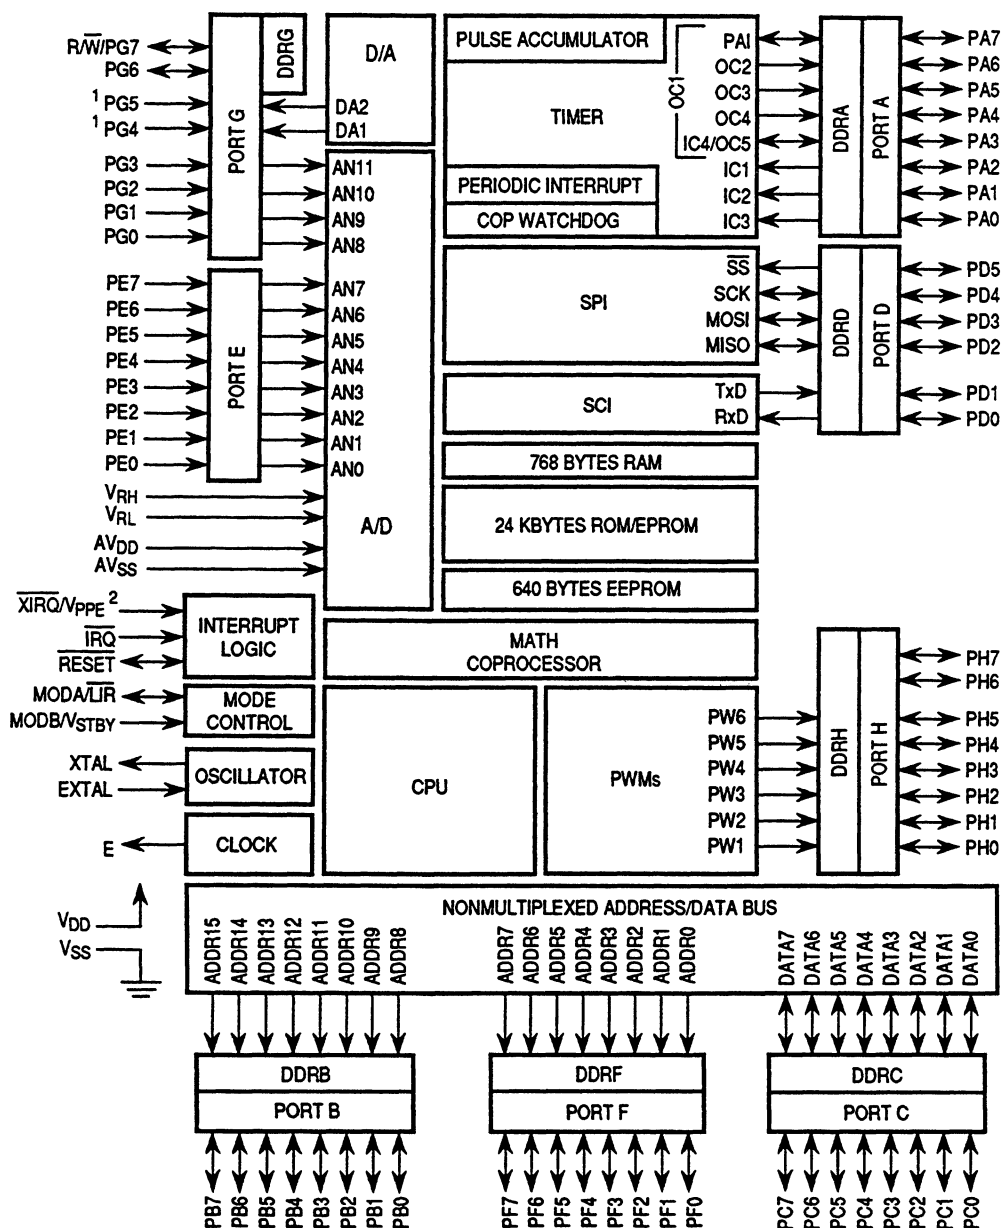 R/W̅/PG7
PG6
¹ PG5
¹ PG4
PG3
PG2
PG1
PG0
PORT G
DDRG
D/A
DA2
DA1
AN11
AN10
AN9
AN8
PE7
PE6
PE5
PE4
PE3
PE2
PE1
PE0
PORT E
AN7
AN6
AN5
AN4
AN3
AN2
AN1
AN0
VRH
VRL
AVDD
AVSS
A/D
PULSE ACCUMULATOR
TIMER
PERIODIC INTERRUPT
COP WATCHDOG
OC1
PAI
OC2
OC3
OC4
IC4/OC5
IC1
IC2
IC3
DDRA
PORT A
PA7
PA6
PA5
PA4
PA3
PA2
PA1
PA0
SPI
S̅S̅
SCK
MOSI
MISO
SCI
TxD
RxD
DDRD
PORT D
PD5
PD4
PD3
PD2
PD1
PD0
768 BYTES RAM
24 KBYTES ROM/EPROM
640 BYTES EEPROM
X̅I̅R̅Q̅/VPPE ²
I̅R̅Q̅
R̅E̅S̅E̅T̅
INTERRUPT
LOGIC
MATH
COPROCESSOR
MODA/L̅I̅R̅
MODB/VSTBY
MODE
CONTROL
XTAL
EXTAL
OSCILLATOR
E
CLOCK
CPU
PWMs
PW6
PW5
PW4
PW3
PW2
PW1
DDRH
PORT H
PH7
PH6
PH5
PH4
PH3
PH2
PH1
PH0
VDD
VSS
NONMULTIPLEXED ADDRESS/DATA BUS
ADDR15
ADDR14
ADDR13
ADDR12
ADDR11
ADDR10
ADDR9
ADDR8
ADDR7
ADDR6
ADDR5
ADDR4
ADDR3
ADDR2
ADDR1
ADDR0
DATA7
DATA6
DATA5
DATA4
DATA3
DATA2
DATA1
DATA0
DDRB
PORT B
DDRF
PORT F
DDRC
PORT C
PB7
PB6
PB5
PB4
PB3
PB2
PB1
PB0
PF7
PF6
PF5
PF4
PF3
PF2
PF1
PF0
PC7
PC6
PC5
PC4
PC3
PC2
PC1
PC0